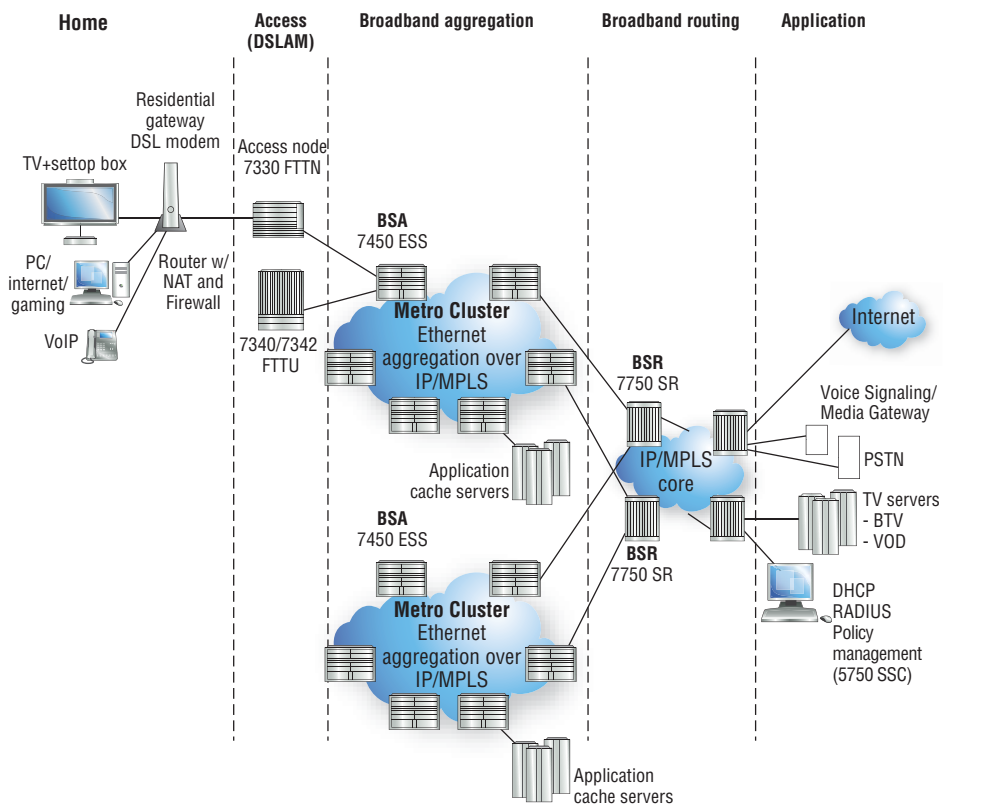 Home
Access
(DSLAM)
Broadband aggregation
Broadband routing
Application
Residential
gateway
DSL modem
TV+settop box
Access node
7330 FTTN
BSA
7450 ESS
PC/
internet/
gaming
Router w/
NAT and
Firewall
VoIP
7340/7342
FTTU
Metro Cluster
Ethernet
aggregation over
IP/MPLS
Application
cache servers
BSR
7750 SR
IP/MPLS
core
BSR
7750 SR
Internet
Voice Signaling/
Media Gateway
PSTN
TV servers
- BTV
- VOD
DHCP
RADIUS
Policy
management
(5750 SSC)
BSA
7450 ESS
Metro Cluster
Ethernet
aggregation over
IP/MPLS
Application
cache servers